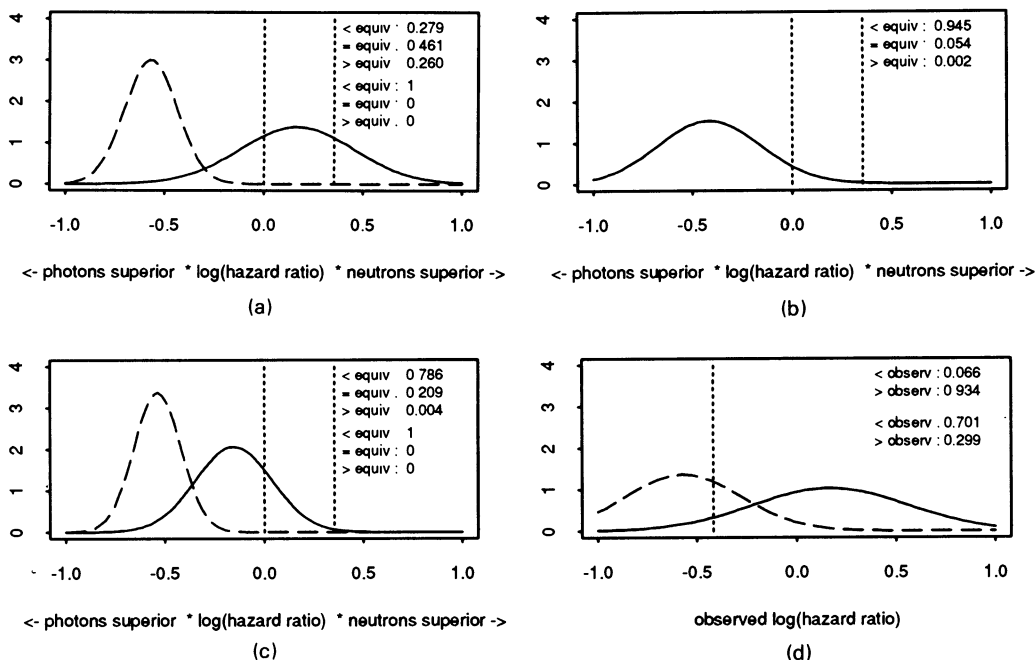 4
3
2
1
0
< equiv : 0.279
= equiv : 0.461
> equiv : 0.260
< equiv : 1
= equiv : 0
> equiv . 0
-1.0 -0.5 0.0 0.5 1.0
<- photons superior * log(hazard ratio) * neutrons superior ->
(a)
4
3
2
1
0
< equiv : 0.945
= equiv : 0.054
> equiv : 0.002
-1.0 -0.5 0.0 0.5 1.0
<- photons superior * log(hazard ratio) * neutrons superior ->
(b)
4
3
2
1
0
< equiv 0 786
= equiv . 0 209
> equiv 0.004
< equiv 1
= equiv : 0
> equiv : 0
-1.0 -0.5 0.0 0.5 1.0
<- photons superior * log(hazard ratio) * neutrons superior ->
(c)
4
3
2
1
0
< observ : 0.066
> observ : 0 934
< observ . 0.701
> observ : 0.299
-1.0 -0.5 0.0 0.5 1.0
observed log(hazard ratio)
(d)